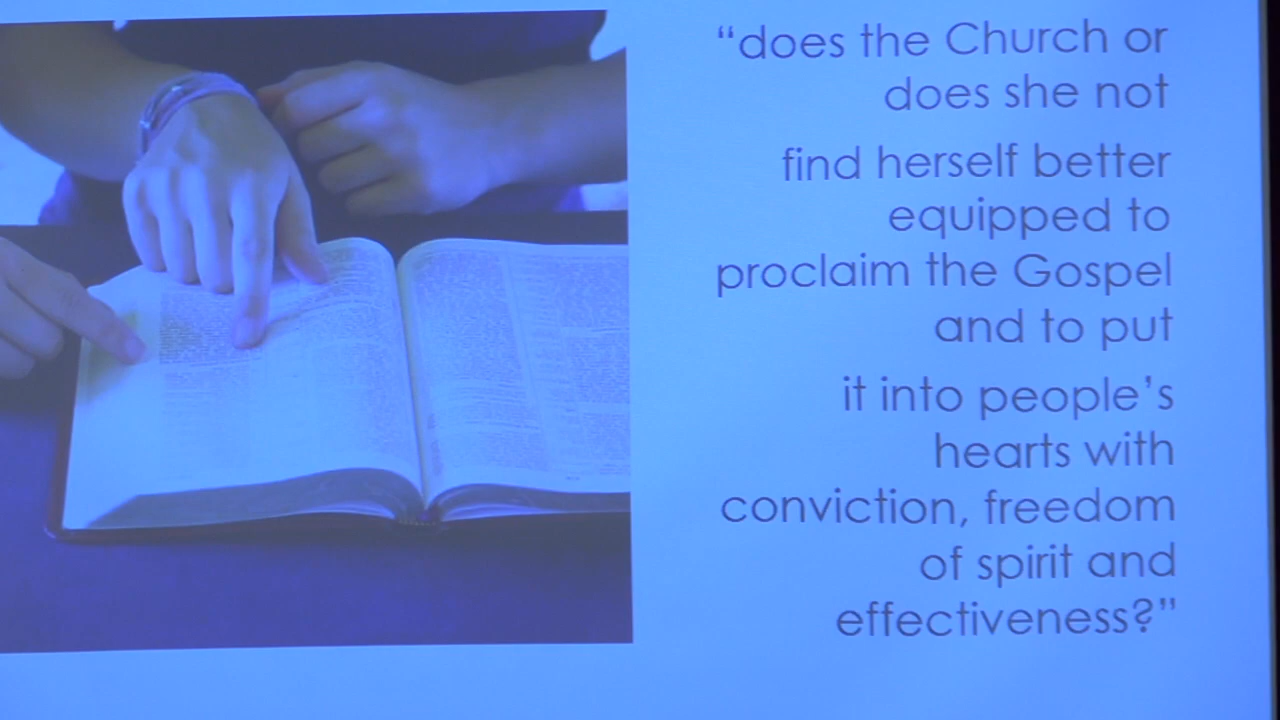 “does the Church or
does she not
find herself better
equipped to
proclaim the Gospel
and to put
it into people’s
hearts with
conviction, freedom
of spirit and
effectiveness?”